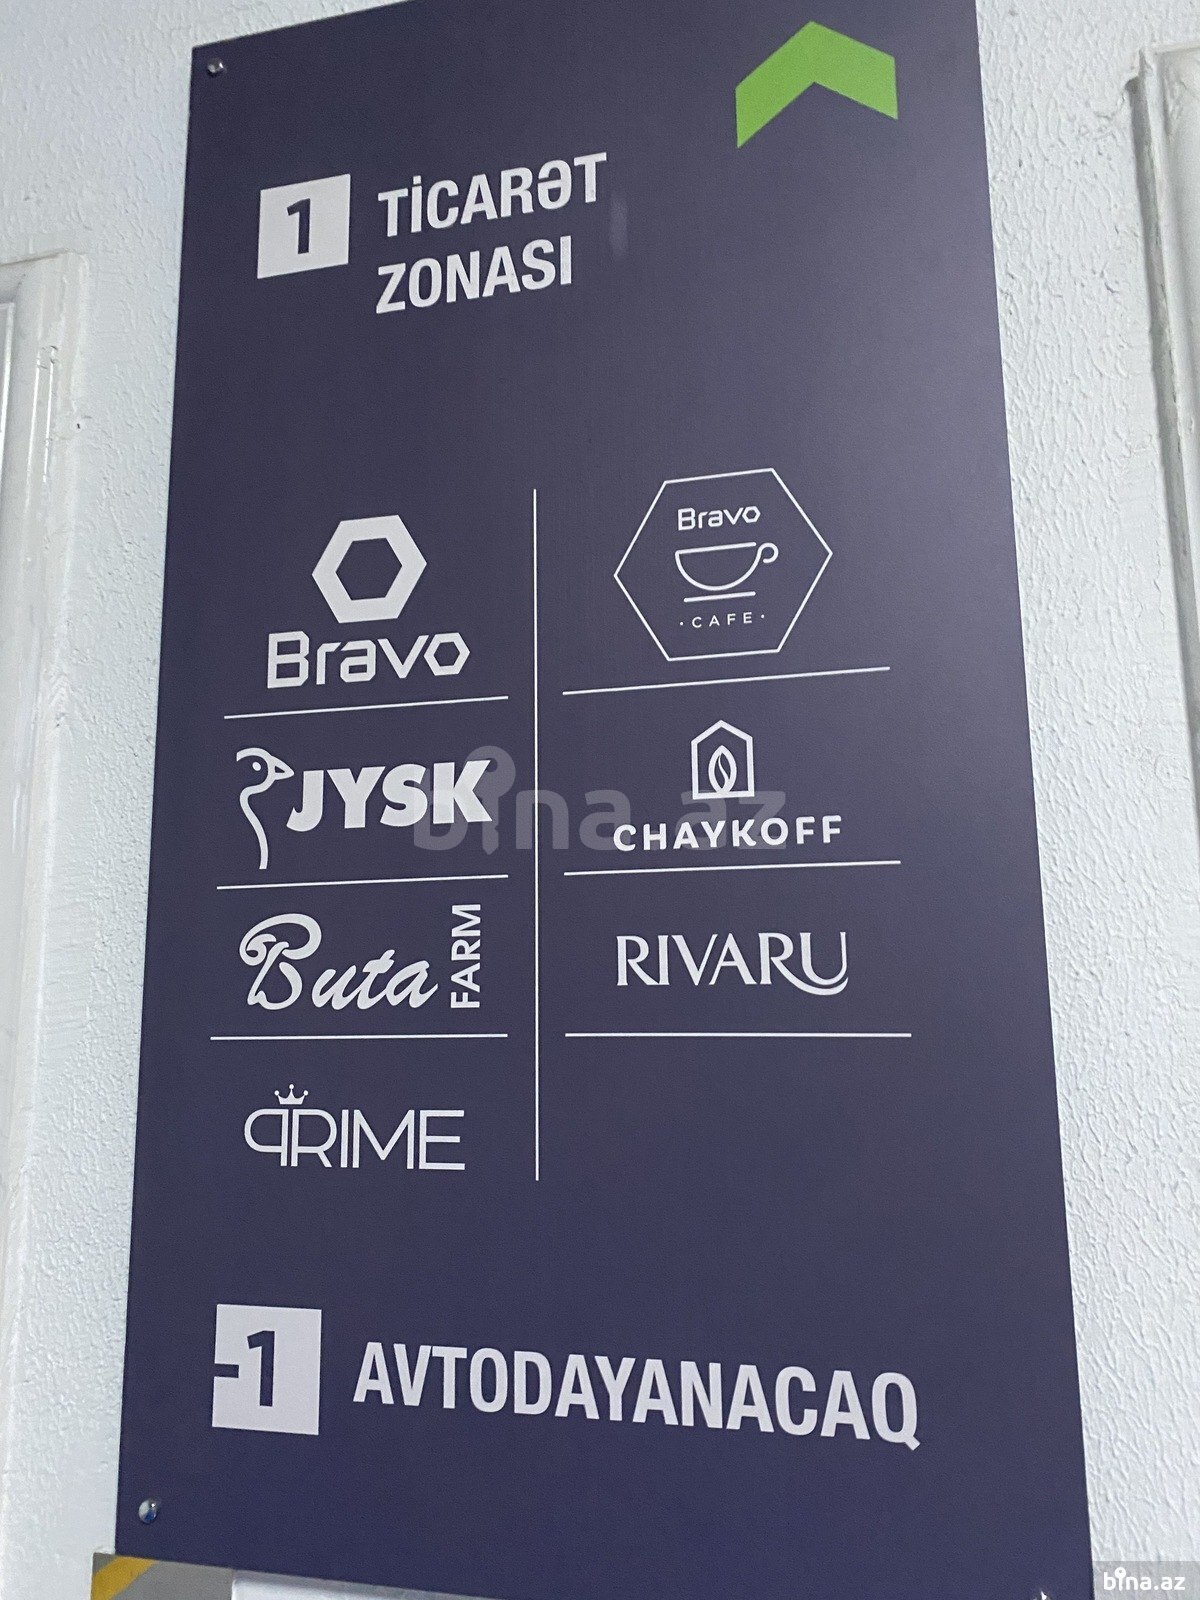 1 TİCARƏT
ZONASI
Bravo
JYSK
Buta FARM
PRIME
Bravo
· CAFE ·
CHAYKOFF
RIVARU
-1 AVTODAYANACAQ
bina.az
bina.az